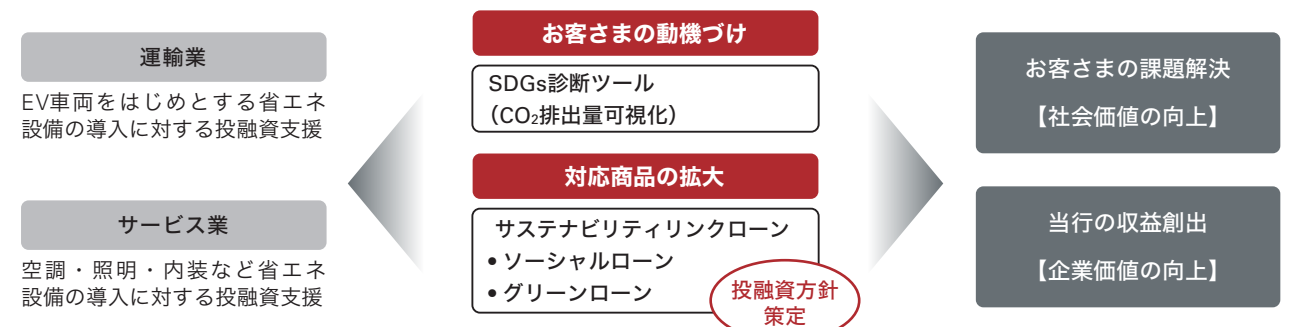 運輸業
EV車両をはじめとする省エネ
設備の導入に対する投融資支援
サービス業
空調・照明・内装など省エネ
設備の導入に対する投融資支援
お客さまの動機づけ
SDGs診断ツール
（CO₂排出量可視化）
対応商品の拡大
サステナビリティリンクローン
• ソーシャルローン
• グリーンローン
投融資方針
策定
お客さまの課題解決
【社会価値の向上】
当行の収益創出
【企業価値の向上】